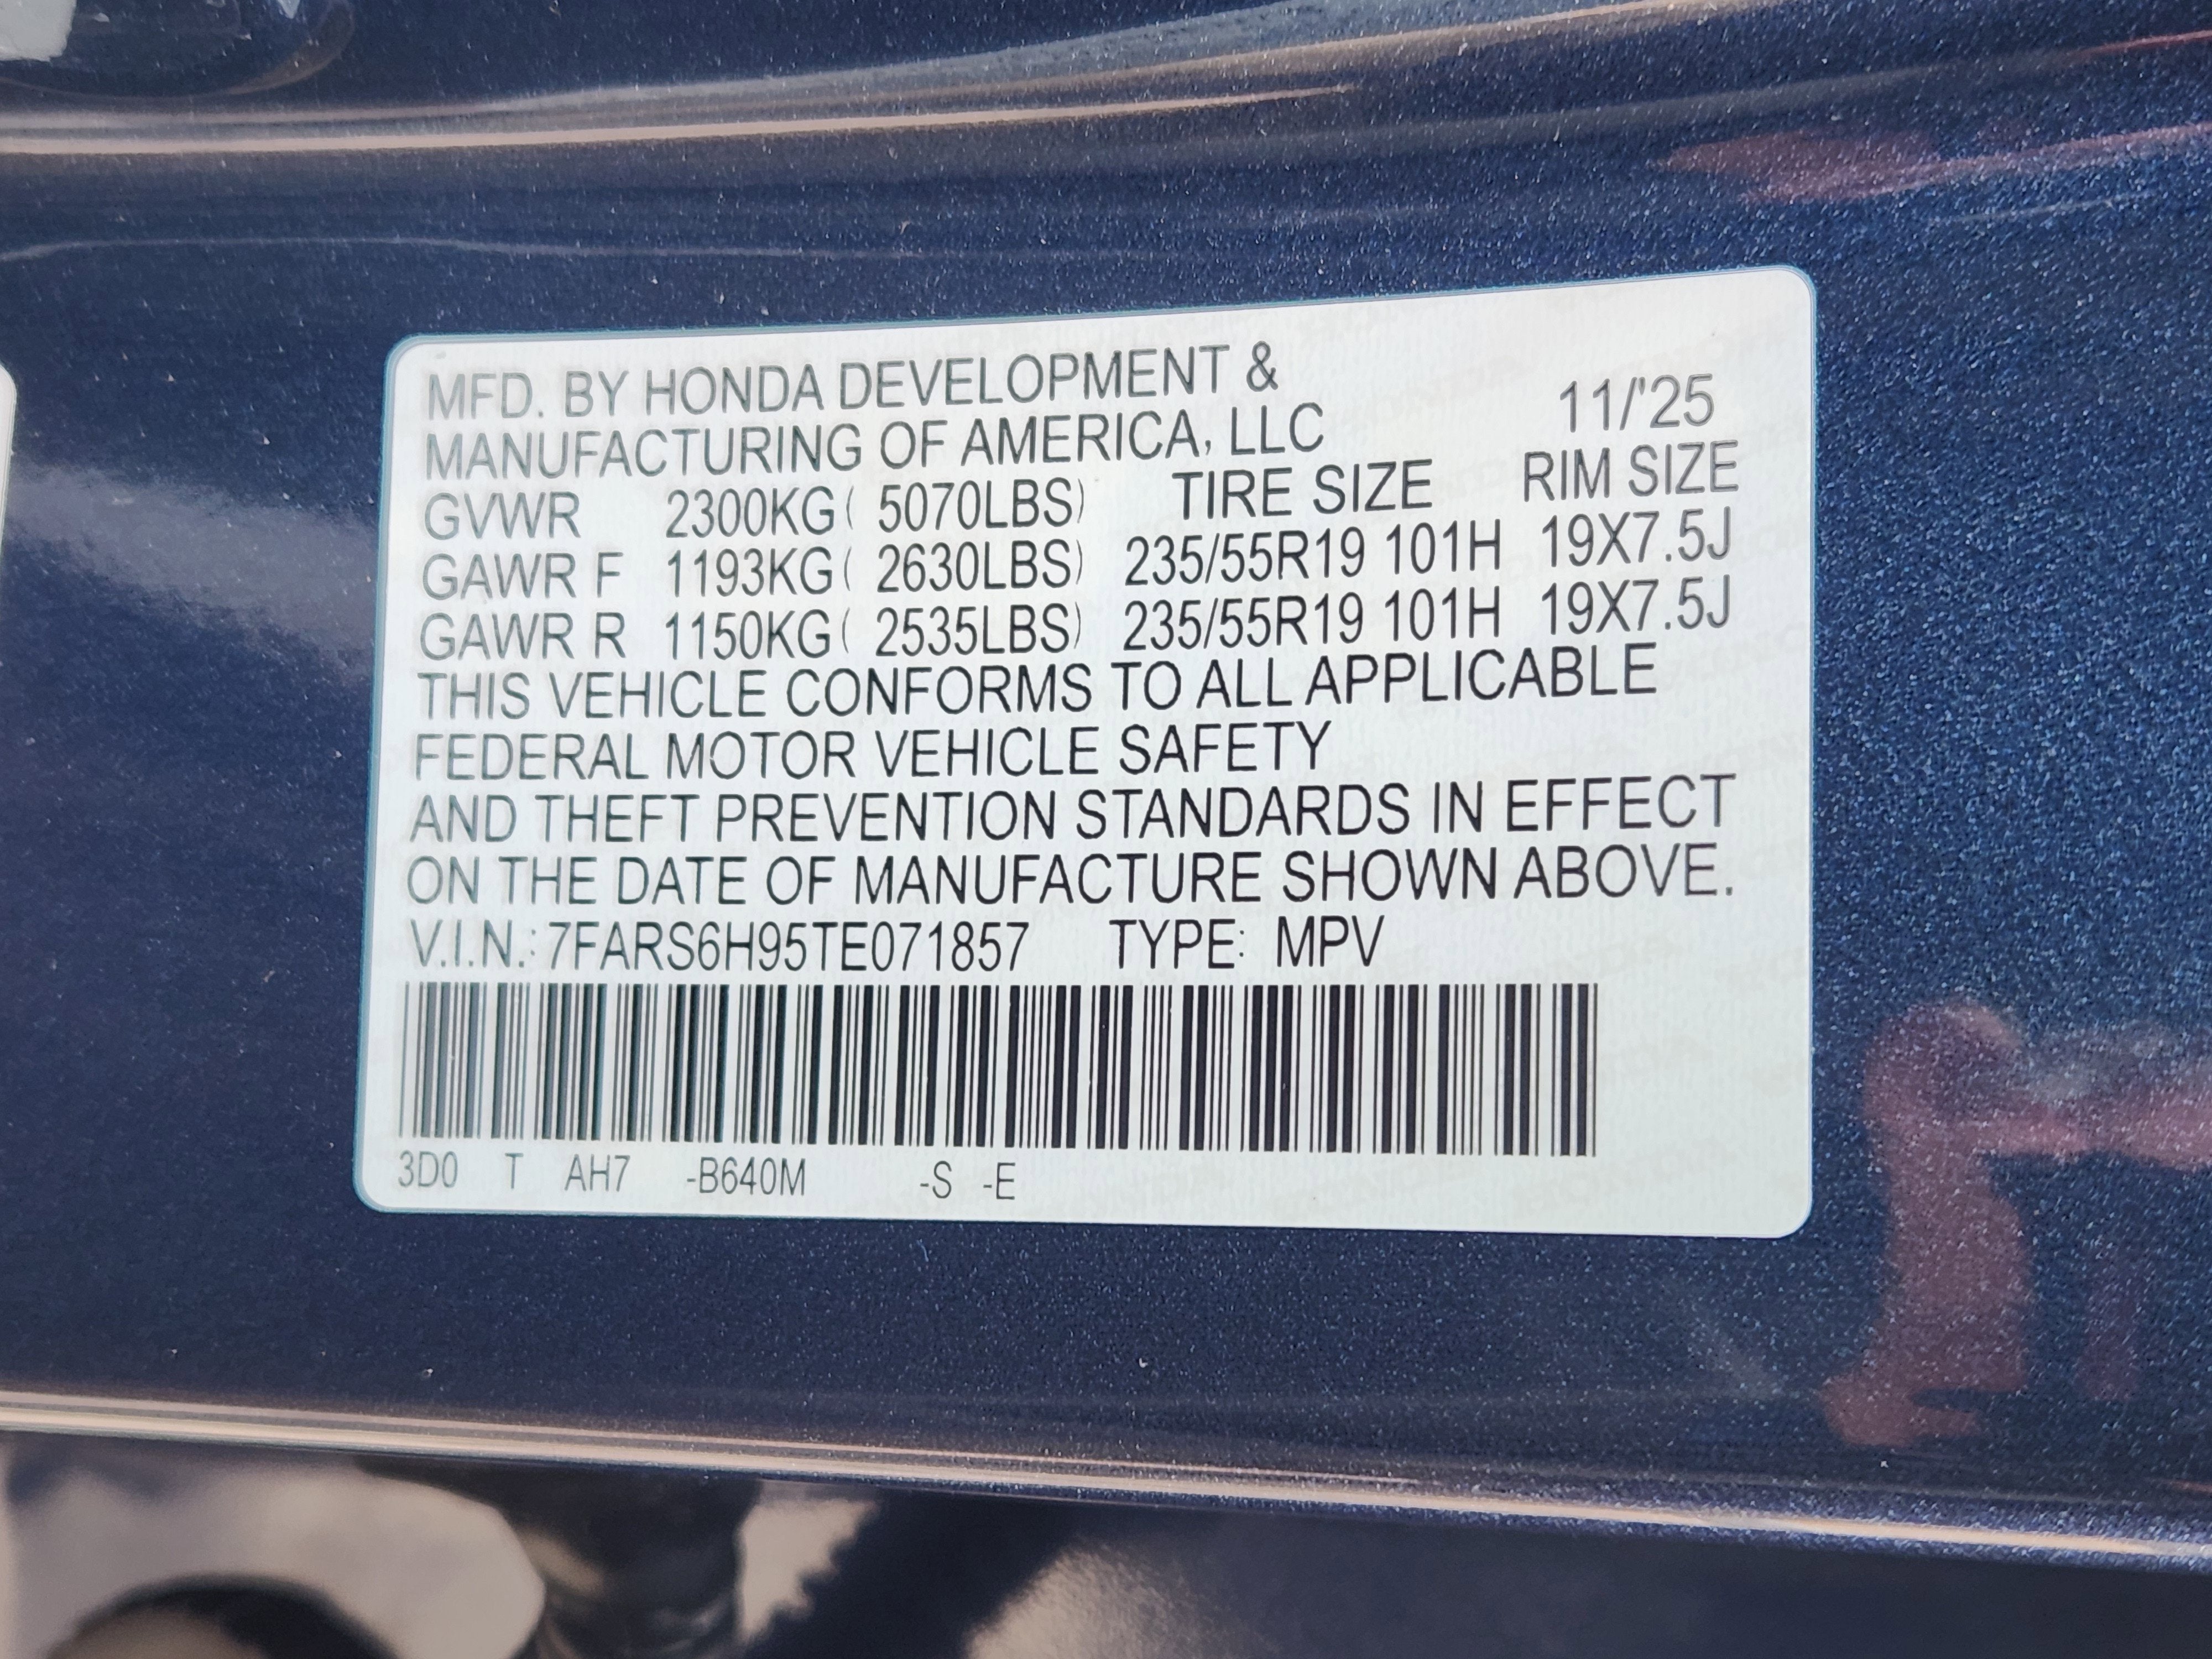 MFD. BY HONDA DEVELOPMENT &
MANUFACTURING OF AMERICA, LLC 11/'25
GVWR 2300KG( 5070LBS) TIRE SIZE RIM SIZE
GAWR F 1193KG( 2630LBS) 235/55R19 101H 19X7.5J
GAWR R 1150KG( 2535LBS) 235/55R19 101H 19X7.5J
THIS VEHICLE CONFORMS TO ALL APPLICABLE
FEDERAL MOTOR VEHICLE SAFETY
AND THEFT PREVENTION STANDARDS IN EFFECT
ON THE DATE OF MANUFACTURE SHOWN ABOVE.
V.I.N.: 7FARS6H95TE071857 TYPE: MPV
3D0 T AH7 -B640M -S -E